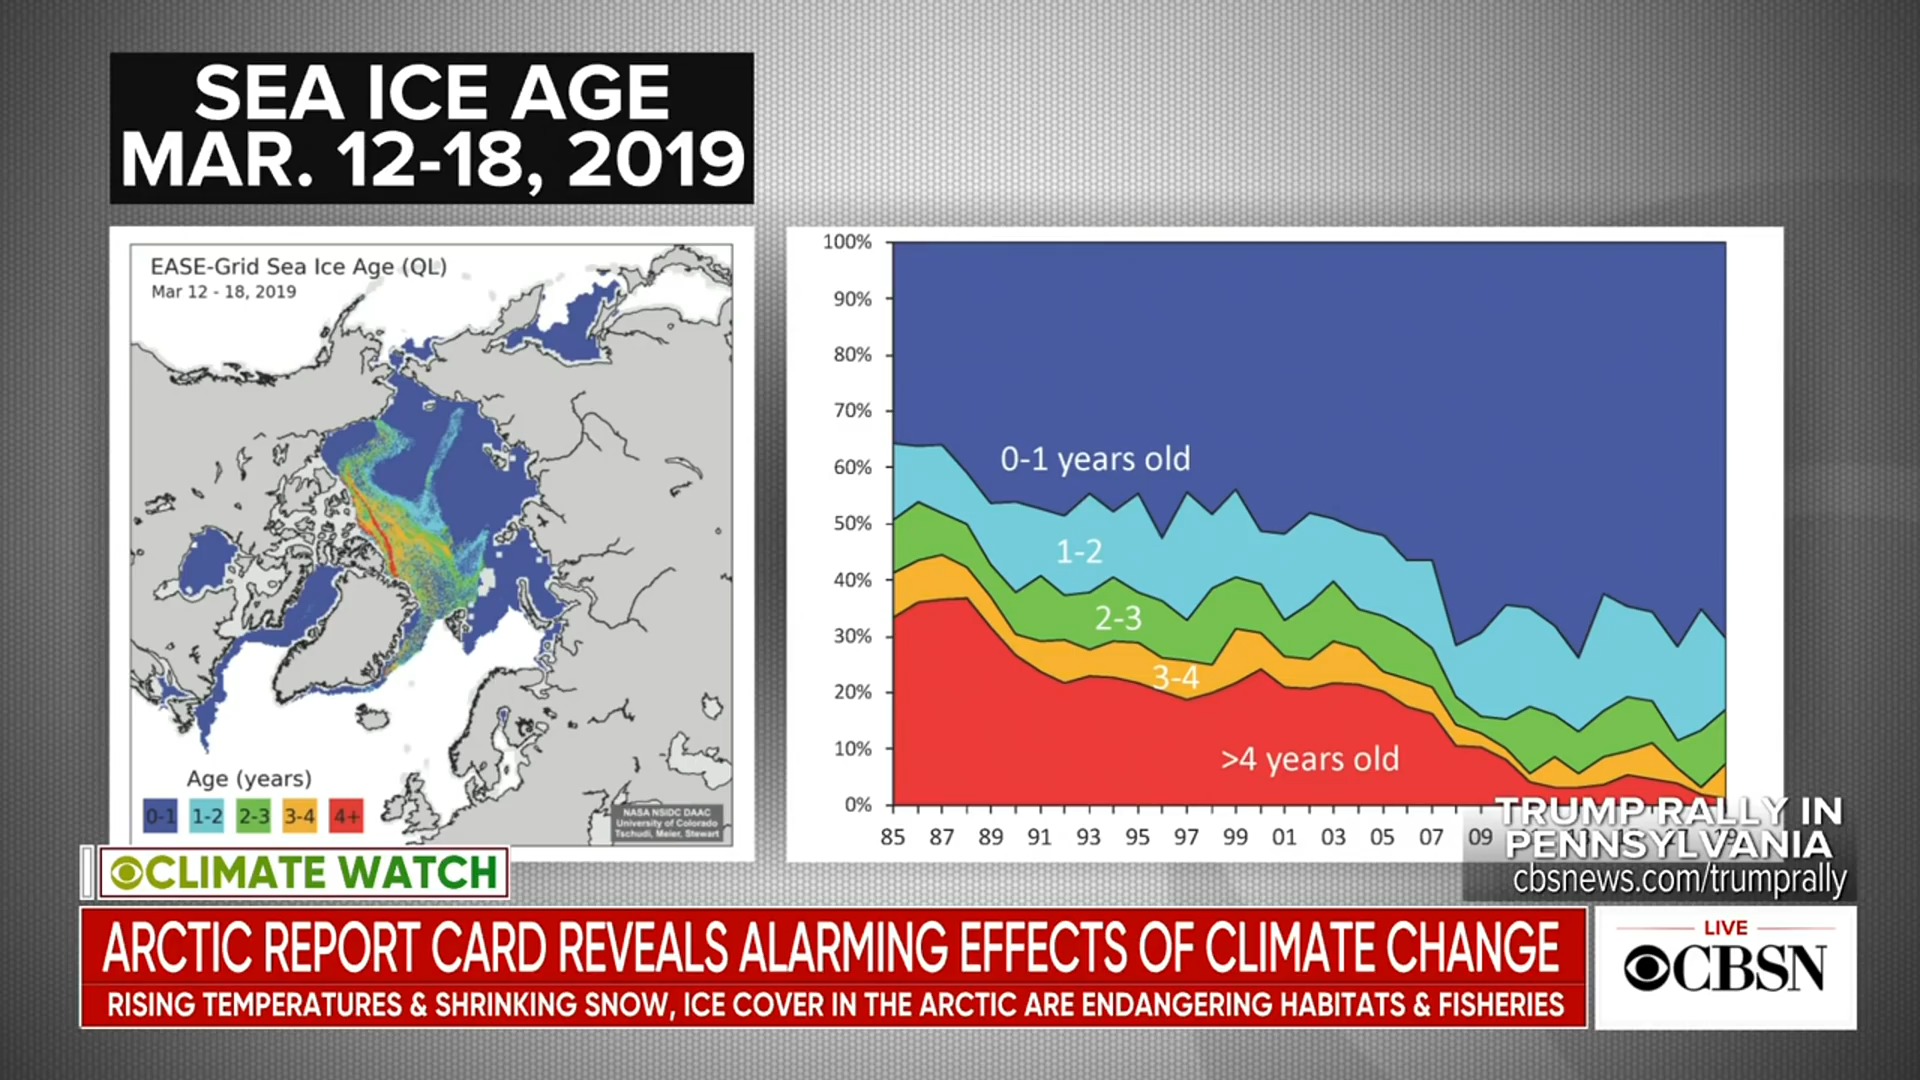 SEA ICE AGE
MAR. 12-18, 2019
EASE-Grid Sea Ice Age (QL)
Mar 12 - 18, 2019
Age (years)
0-1 1-2 2-3 3-4 4+
NASA NSIDC DAAC
University of Colorado
Tschudi, Meier, Stewart
100%
90%
80%
70%
60%
50%
40%
30%
20%
10%
0%
0-1 years old
1-2
2-3
3-4
>4 years old
85 87 89 91 93 95 97 99 01 03 05 07 09
TRUMP RALLY IN
PENNSYLVANIA
cbsnews.com/trumprally
CLIMATE WATCH
ARCTIC REPORT CARD REVEALS ALARMING EFFECTS OF CLIMATE CHANGE
RISING TEMPERATURES & SHRINKING SNOW, ICE COVER IN THE ARCTIC ARE ENDANGERING HABITATS & FISHERIES
LIVE
CBSN